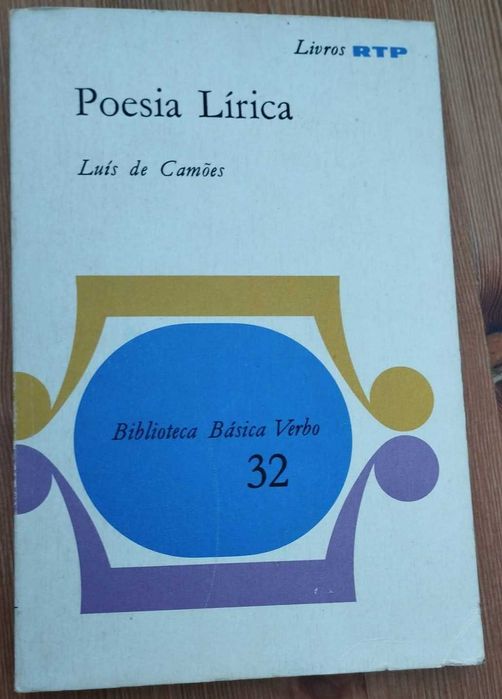 Livros RTP
Poesia Lírica
Luís de Camões
Biblioteca Básica Verbo
32